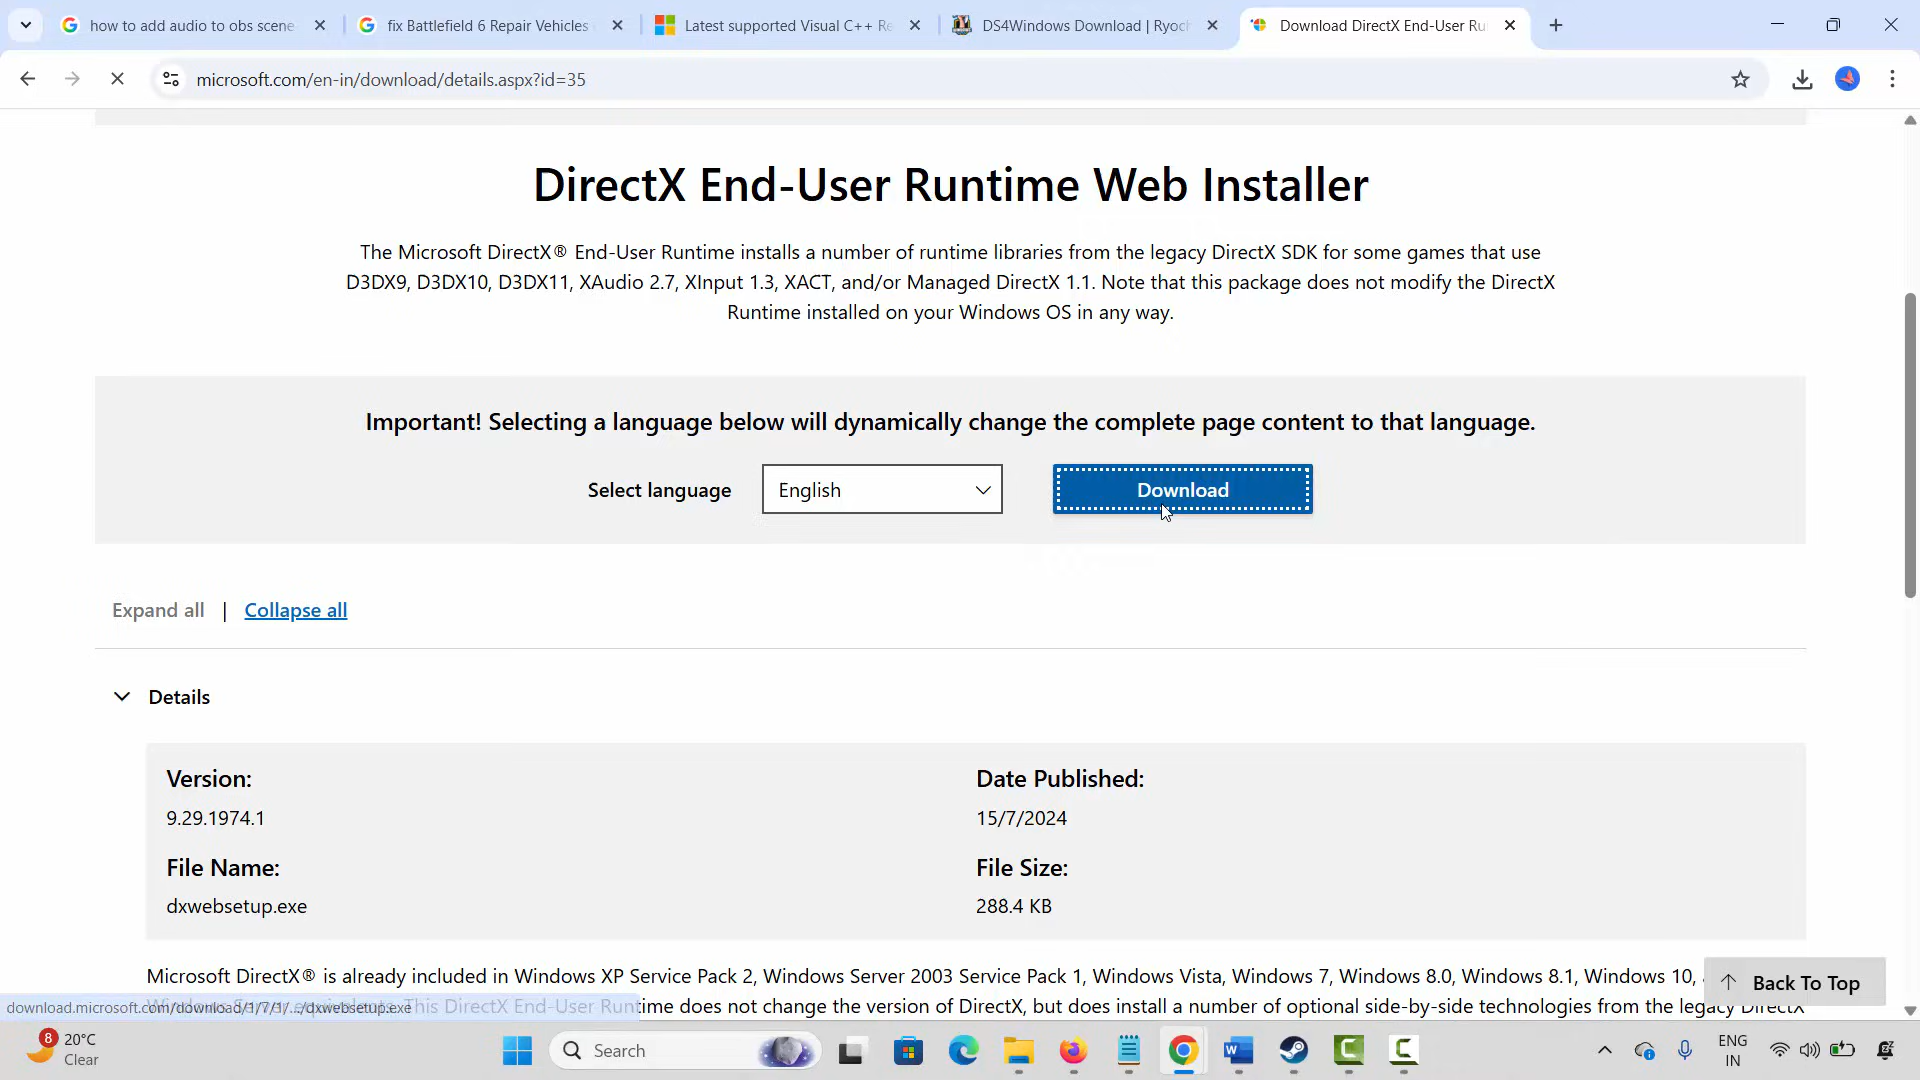 how to add audio to obs scene
fix Battlefield 6 Repair Vehicles
Latest supported Visual C++ Re
DS4Windows Download | Ryoch
Download DirectX End-User Ru
microsoft.com/en-in/download/details.aspx?id=35
DirectX End-User Runtime Web Installer
The Microsoft DirectX® End-User Runtime installs a number of runtime libraries from the legacy DirectX SDK for some games that use
D3DX9, D3DX10, D3DX11, XAudio 2.7, XInput 1.3, XACT, and/or Managed DirectX 1.1. Note that this package does not modify the DirectX
Runtime installed on your Windows OS in any way.
Important! Selecting a language below will dynamically change the complete page content to that language.
Select language
English
Download
Expand all | Collapse all
Details
Version:
9.29.1974.1
Date Published:
15/7/2024
File Name:
dxwebsetup.exe
File Size:
288.4 KB
Microsoft DirectX® is already included in Windows XP Service Pack 2, Windows Server 2003 Service Pack 1, Windows Vista, Windows 7, Windows 8.0, Windows 8.1, Windows 10,
Windows Server equivalents. This DirectX End-User Runtime does not change the version of DirectX, but does install a number of optional side-by-side technologies from the legacy DirectX
Back To Top
download.microsoft.com/download/1/7/1/.../dxwebsetup.exe
8
20°C
Clear
Search
ENG
IN